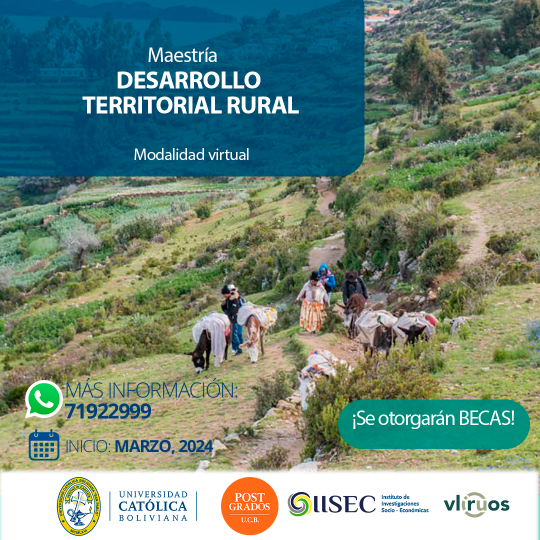 Maestría
DESARROLLO
TERRITORIAL RURAL
Modalidad virtual
MÁS INFORMACIÓN:
71922999
INICIO: MARZO, 2024
¡Se otorgarán BECAS!
UNIVERSIDAD
CATÓLICA
BOLIVIANA
POST
GRADOS
U.C.B.
IISEC
Instituto de
Investigaciones
Socio - Económicas
vliruos